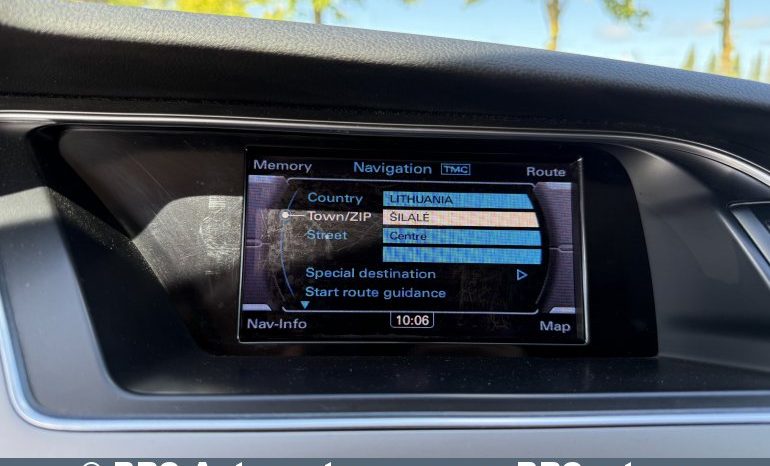 Memory Navigation TMC Route
Country LITHUANIA
Town/ZIP ŠILALĖ
Street Centre
Special destination
Start route guidance
Nav-Info 10:06 Map